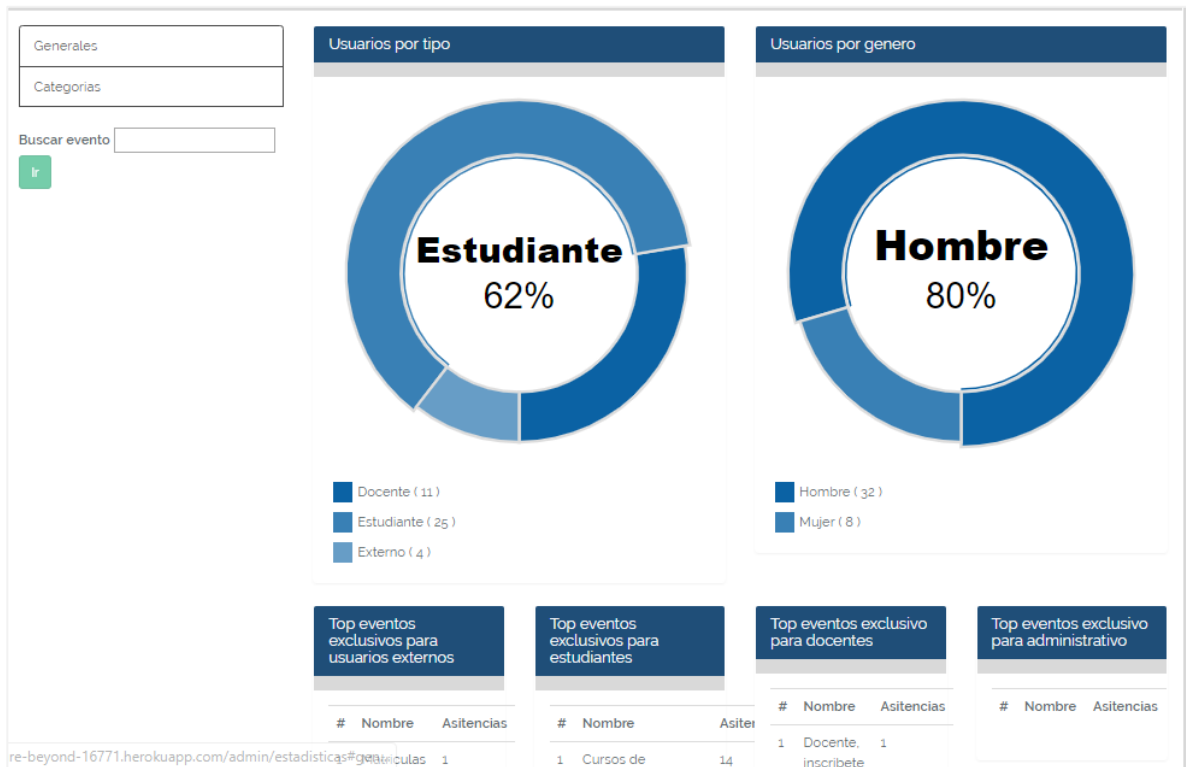 Generales
Categorias
Buscar evento
Ir
Usuarios por tipo
Estudiante
62%
Docente ( 11 )
Estudiante ( 25 )
Externo ( 4 )
Usuarios por genero
Hombre
80%
Hombre ( 32 )
Mujer ( 8 )
Top eventos
exclusivos para
usuarios externos
# Nombre Asitencias
1 1
Top eventos
exclusivos para
estudiantes
# Nombre Asiten
1 Cursos de 14
Top eventos exclusivo
para docentes
# Nombre Asitencias
1 Docente, 1
inscribete
Top eventos exclusivo
para administrativo
# Nombre Asitencias
re-beyond-16771.herokuapp.com/admin/estadisticas#gen